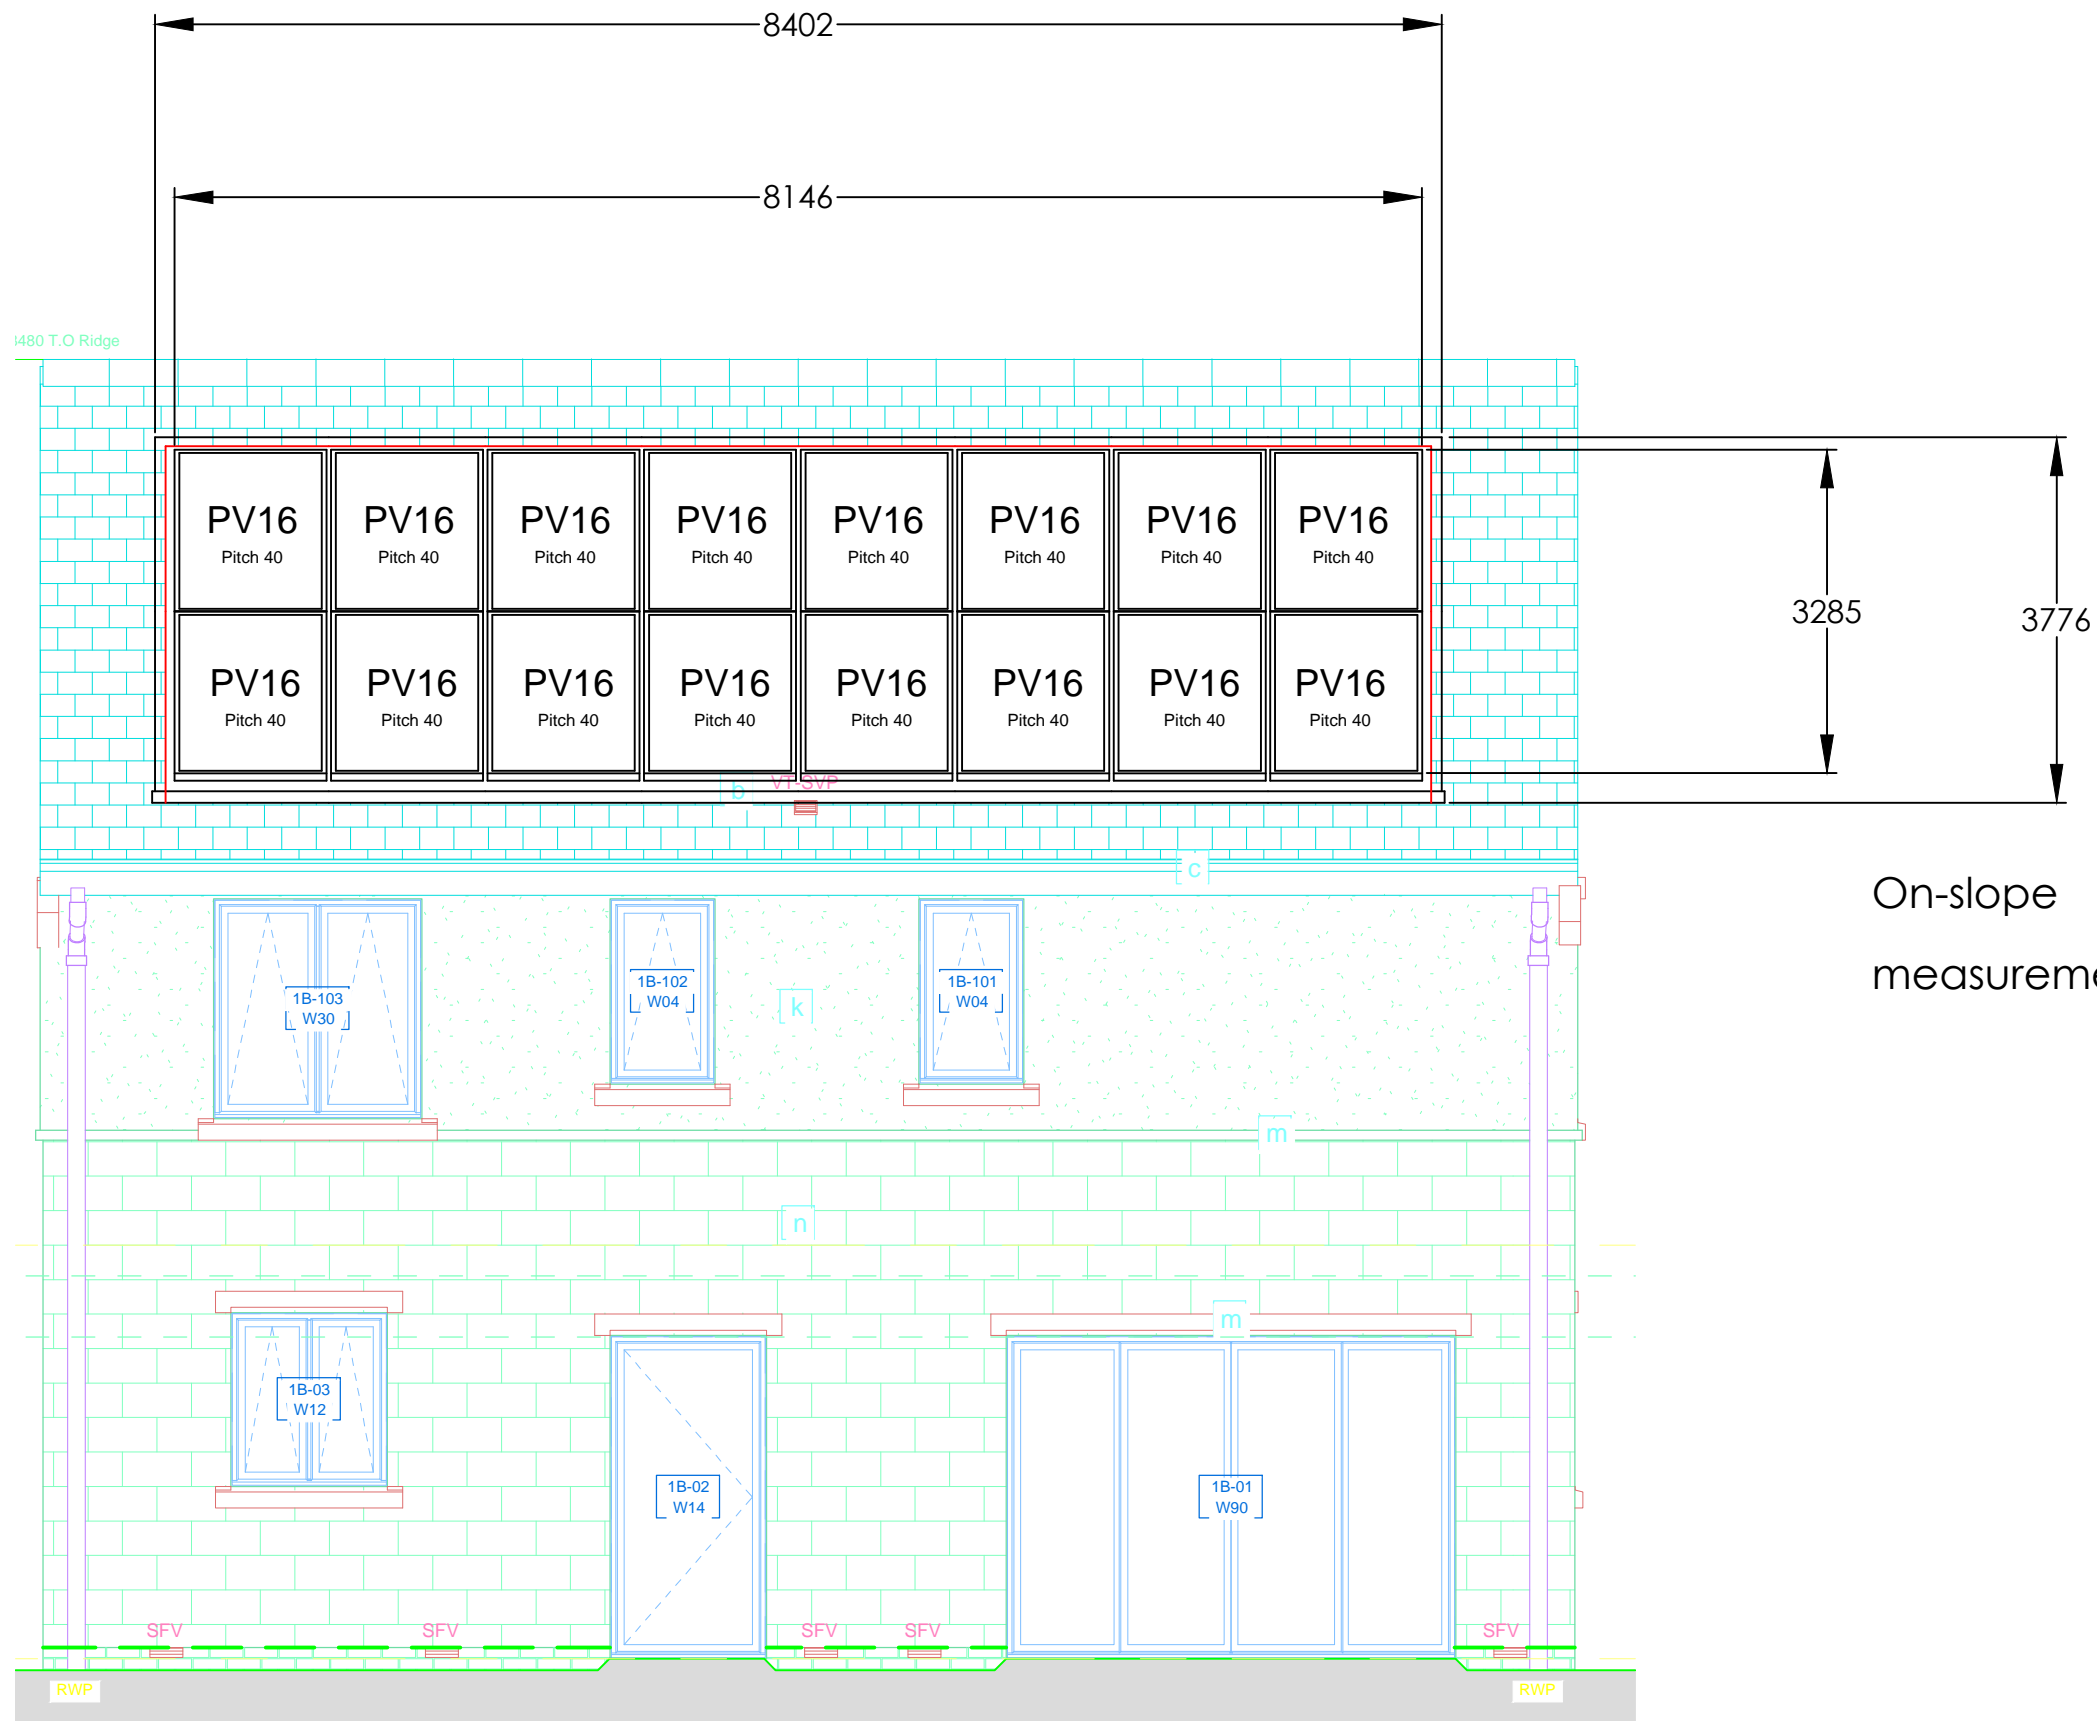 8402
8146
480 T.O Ridge
PV16 PV16 PV16 PV16 PV16 PV16 PV16 PV16
Pitch 40 Pitch 40 Pitch 40 Pitch 40 Pitch 40 Pitch 40 Pitch 40 Pitch 40
3285
3776
PV16 PV16 PV16 PV16 PV16 PV16 PV16 PV16
Pitch 40 Pitch 40 Pitch 40 Pitch 40 Pitch 40 Pitch 40 Pitch 40 Pitch 40
b
VT-SVP
c
On-slope
measureme
1B-103
W30
1B-102
W04
k
1B-101
W04
m
n
m
1B-03
W12
1B-02
W14
1B-01
W90
SFV SFV SFV SFV SFV
RWP RWP